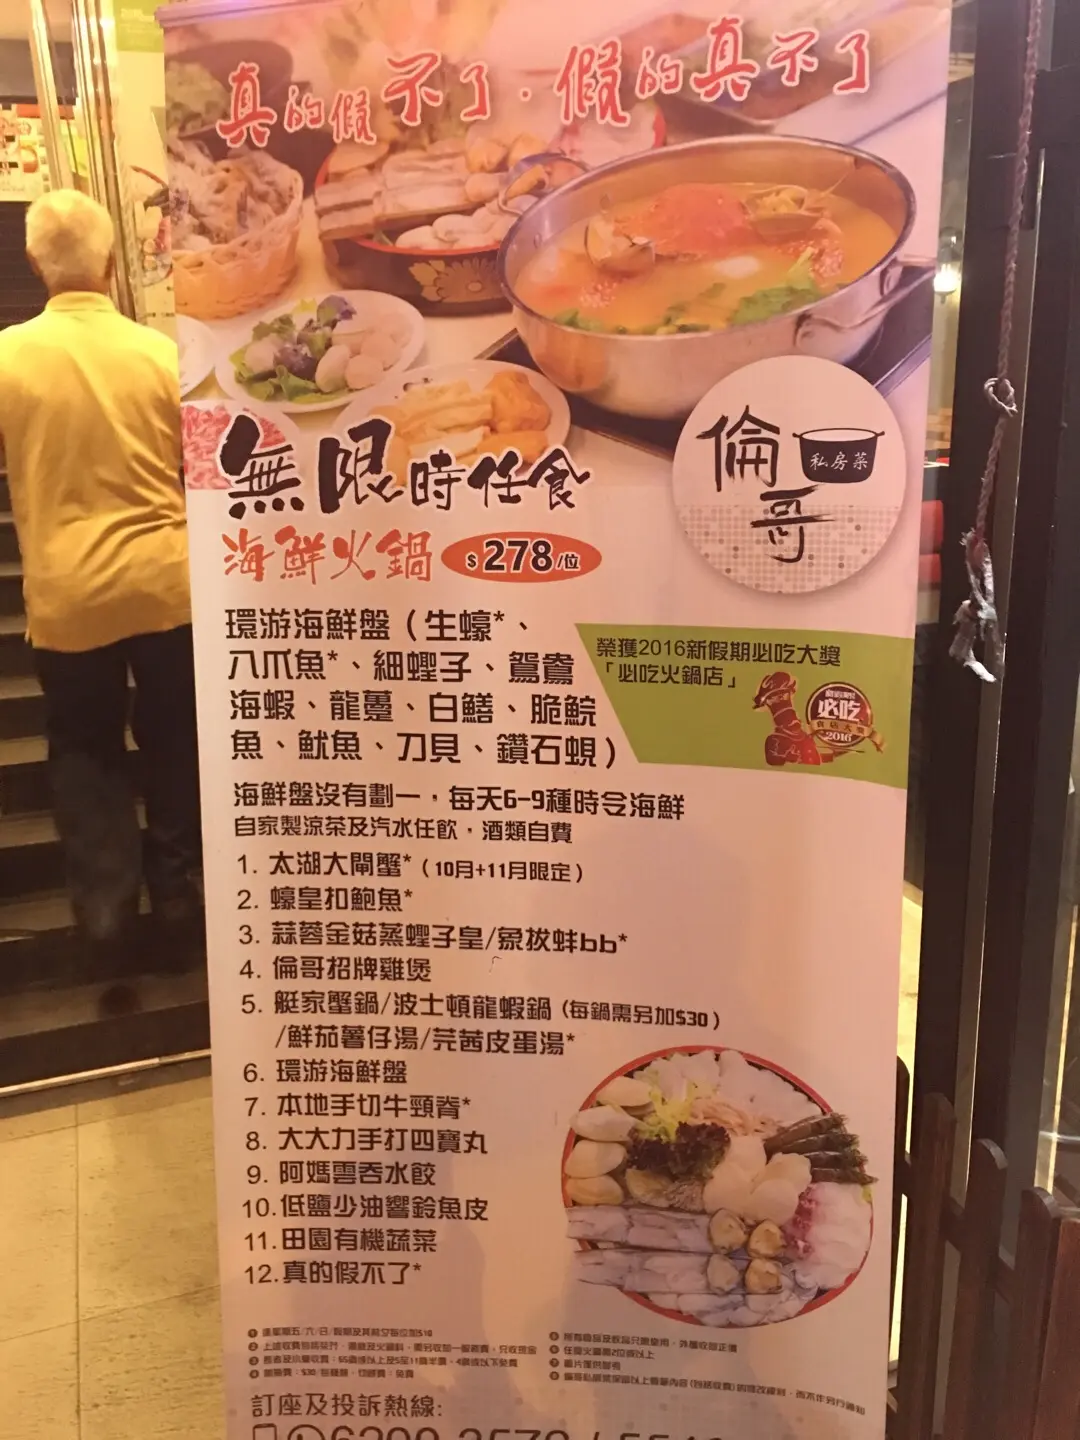 真的假不了·假的真不了
無限時任食
倫哥
私房菜
海鮮火鍋 $278/位
環游海鮮盤(生蠔*、
八爪魚*、細蟶子、鴛鴦
海蝦、龍躉、白鱔、脆鯇
魚、魷魚、刀貝、鑽石蜆)
榮獲2016新假期必吃大獎
「必吃火鍋店」
必吃
2016
海鮮盤沒有劃一,每天6-9種時令海鮮
自家製涼茶及汽水任飲,酒類自費
1. 太湖大閘蟹*(10月+11月限定)
2. 蠔皇扣鮑魚*
3. 蒜蓉金菇蒸蟶子皇/象拔蚌bb*
4. 倫哥招牌雞煲
5. 艇家蟹鍋/波士頓龍蝦鍋(每鍋需另加$30)
/鮮茄薯仔湯/芫茜皮蛋湯*
6. 環游海鮮盤
7. 本地手切牛頸脊*
8. 大大力手打四寶丸
9. 阿媽雲吞水餃
10. 低鹽少油響鈴魚皮
11. 田園有機蔬菜
12. 真的假不了*
訂座及投訴熱線: